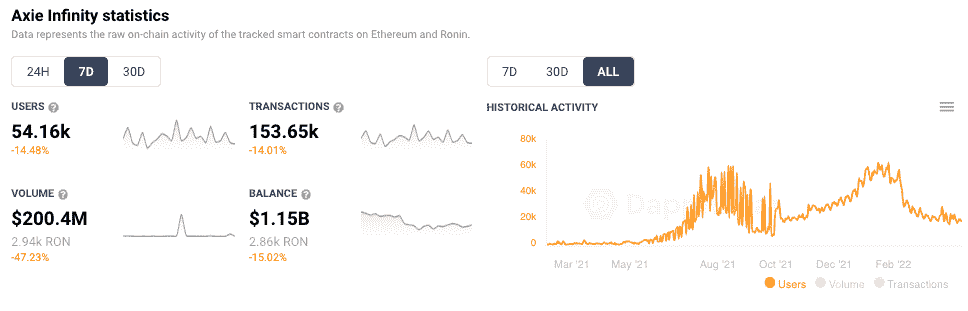 Axie Infinity statistics
Data represents the raw on-chain activity of the tracked smart contracts on Ethereum and Ronin.
24H 7D 30D
7D 30D ALL
USERS ?
54.16k
-14.48%
TRANSACTIONS ?
153.65k
-14.01%
VOLUME ?
$200.4M
2.94k RON
-47.23%
BALANCE ?
$1.15B
2.86k RON
-15.02%
HISTORICAL ACTIVITY
80k
60k
40k
20k
0
Mar '21 May '21 Aug '21 Oct '21 Dec '21 Feb '22
Users Volume Transactions